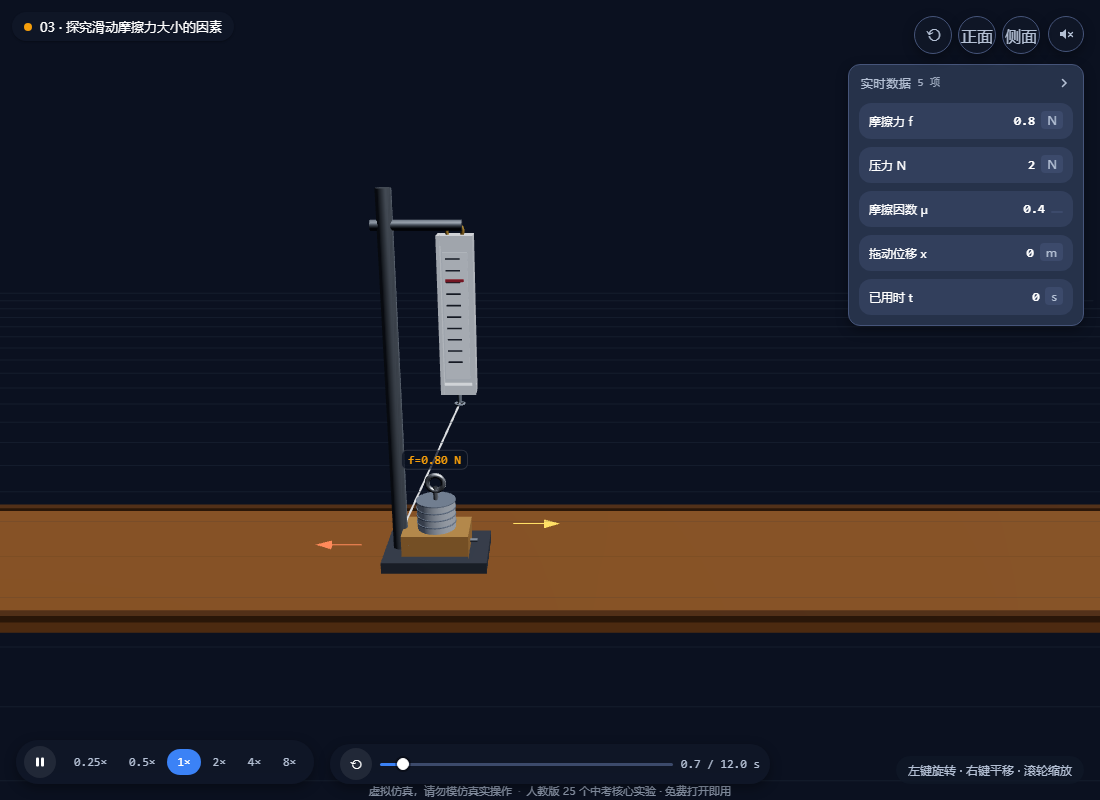 03 · 探究滑动摩擦力大小的因素
正面
侧面
实时数据 5 项
摩擦力 f 0.8 N
压力 N 2 N
摩擦因数 μ 0.4 —
拖动位移 x 0 m
已用时 t 0 s
f=0.80 N
0.25× 0.5× 1× 2× 4× 8×
0.7 / 12.0 s
左键旋转 · 右键平移 · 滚轮缩放
虚拟仿真，请勿模仿真实操作 · 人教版 25 个中考核心实验 · 免费打开即用